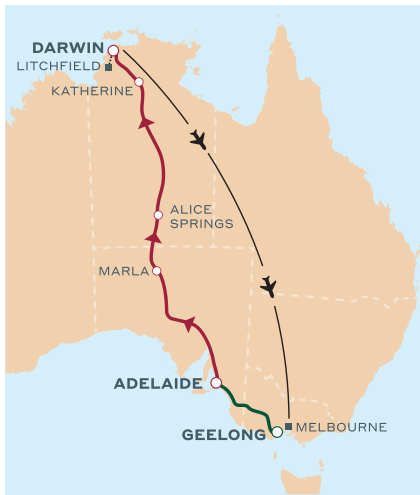 DARWIN
LITCHFIELD
KATHERINE
ALICE
SPRINGS
MARLA
ADELAIDE
GEELONG
MELBOURNE